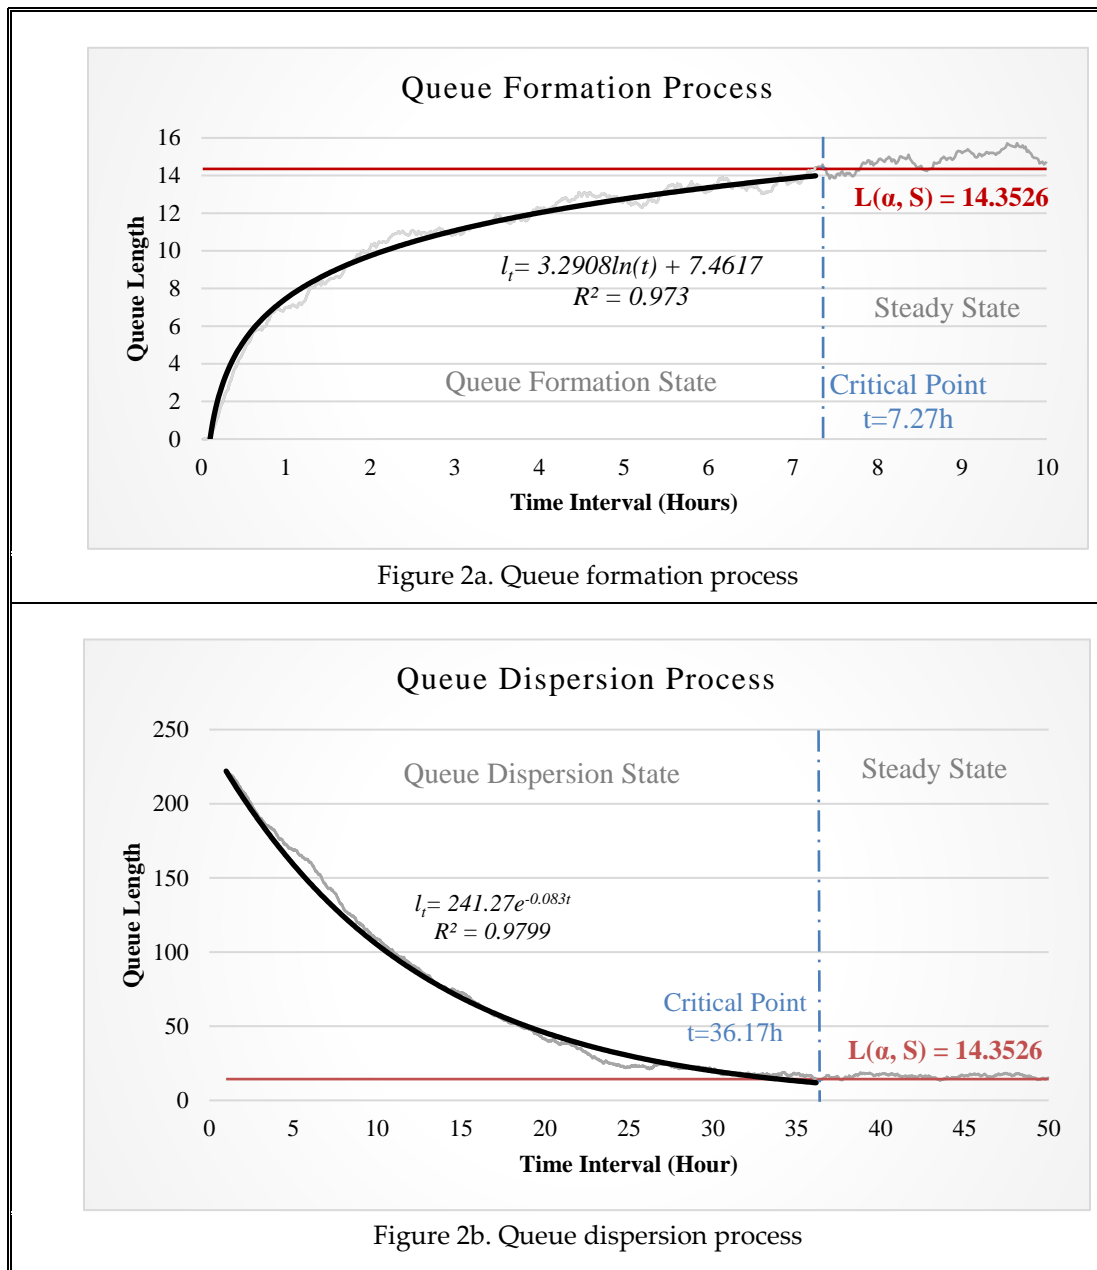 Queue Formation Process
16
14
12
10
8
6
4
2
0
Queue Length
L(α, S) = 14.3526
lt= 3.2908ln(t) + 7.4617
R² = 0.973
Steady State
Queue Formation State
Critical Point
t=7.27h
0 1 2 3 4 5 6 7 8 9 10
Time Interval (Hours)
Figure 2a. Queue formation process
Queue Dispersion Process
250
200
150
100
50
0
Queue Length
Queue Dispersion State
Steady State
lt= 241.27e-0.083t
R² = 0.9799
Critical Point
t=36.17h
L(α, S) = 14.3526
0 5 10 15 20 25 30 35 40 45 50
Time Interval (Hour)
Figure 2b. Queue dispersion process